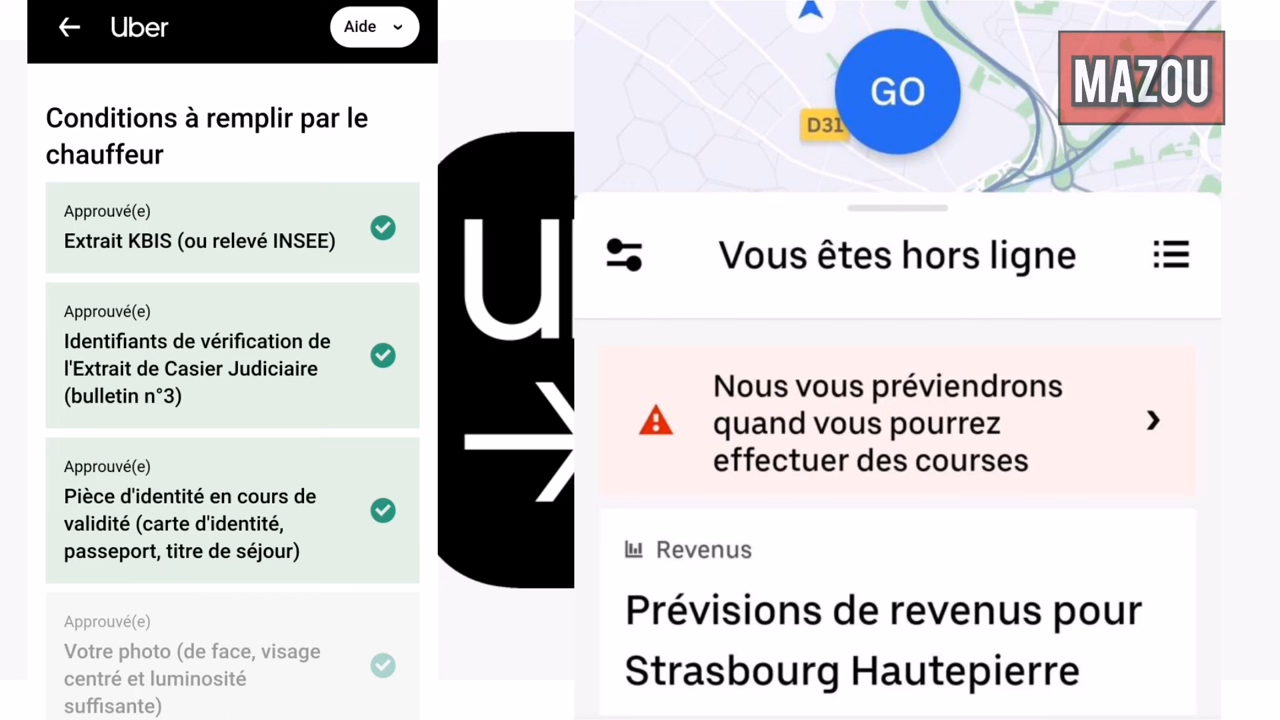 Uber
Aide
Conditions à remplir par le
chauffeur
Approuvé(e)
Extrait KBIS (ou relevé INSEE)
Approuvé(e)
Identifiants de vérification de
l'Extrait de Casier Judiciaire
(bulletin n°3)
Approuvé(e)
Pièce d'identité en cours de
validité (carte d'identité,
passeport, titre de séjour)
Approuvé(e)
Votre photo (de face, visage
centré et luminosité
suffisante)
GO
D31
MAZOU
Vous êtes hors ligne
Nous vous préviendrons
quand vous pourrez
effectuer des courses
Revenus
Prévisions de revenus pour
Strasbourg Hautepierre